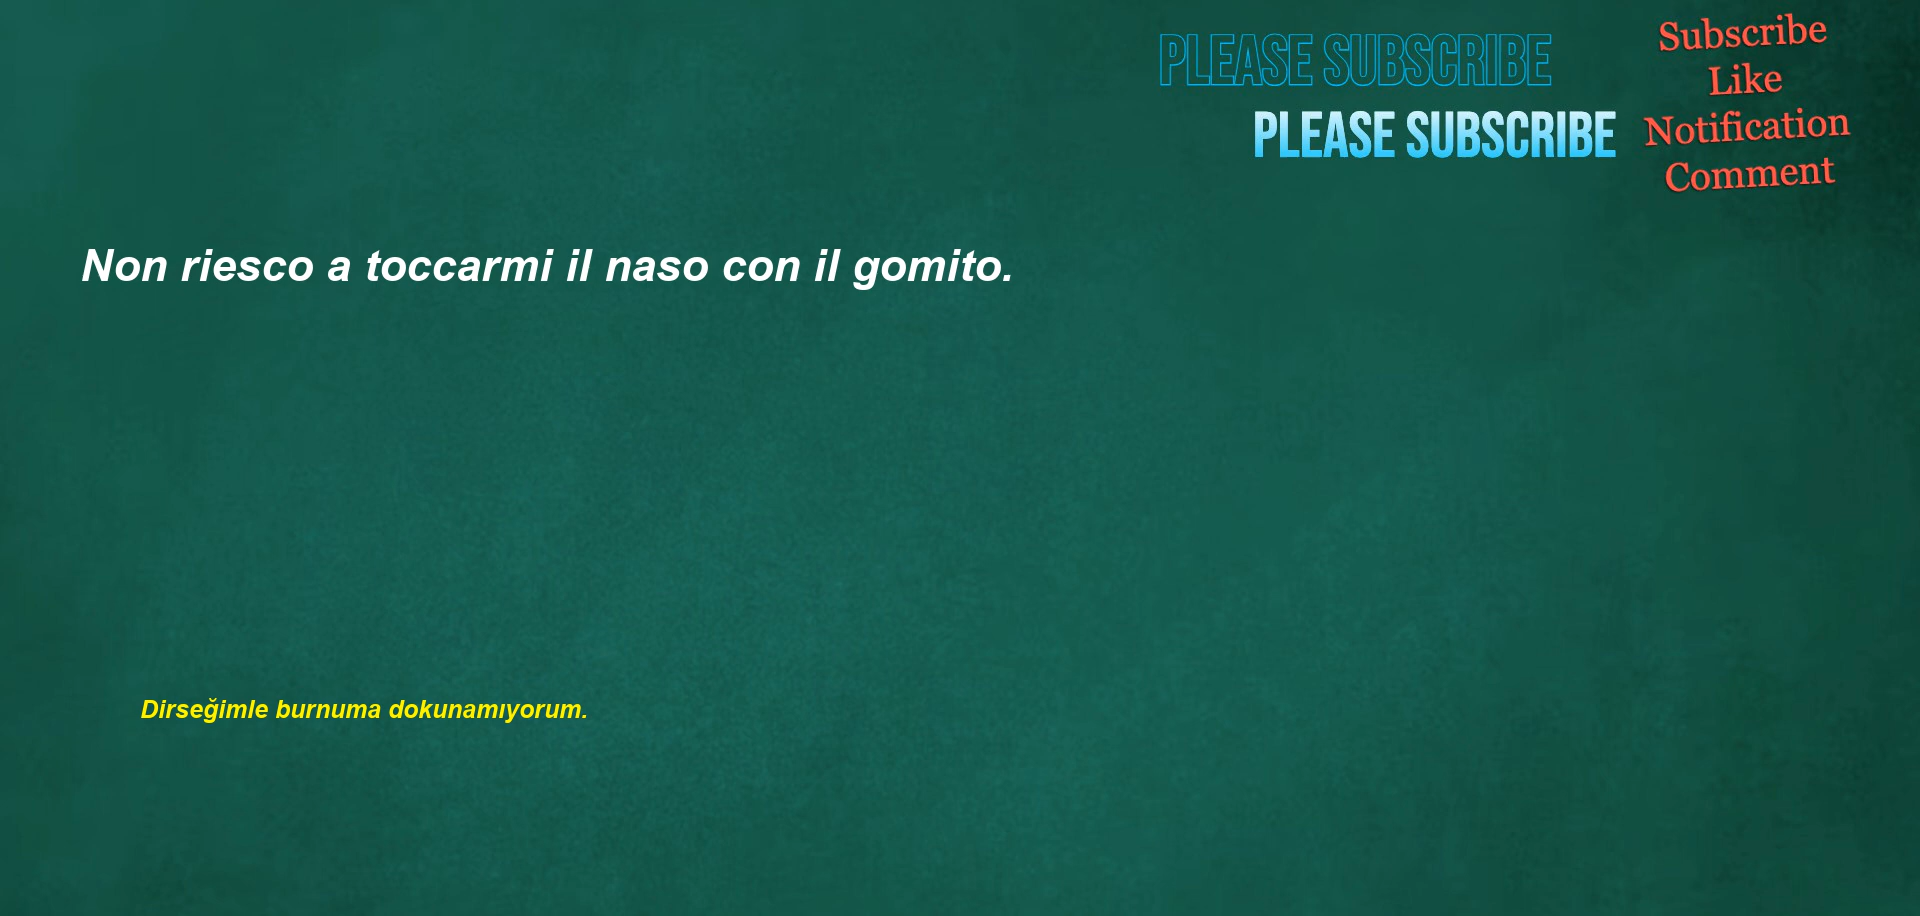 PLEASE SUBSCRIBE
PLEASE SUBSCRIBE
Subscribe
Like
Notification
Comment
Non riesco a toccarmi il naso con il gomito.
Dirseğimle burnuma dokunamıyorum.